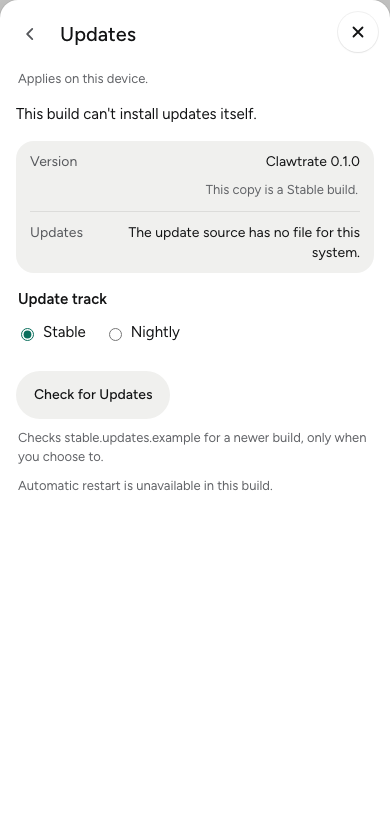 Updates
Applies on this device.
This build can't install updates itself.
Version
Clawtrate 0.1.0
This copy is a Stable build.
Updates
The update source has no file for this
system.
Update track
Stable
Nightly
Check for Updates
Checks stable.updates.example for a newer build, only when
you choose to.
Automatic restart is unavailable in this build.